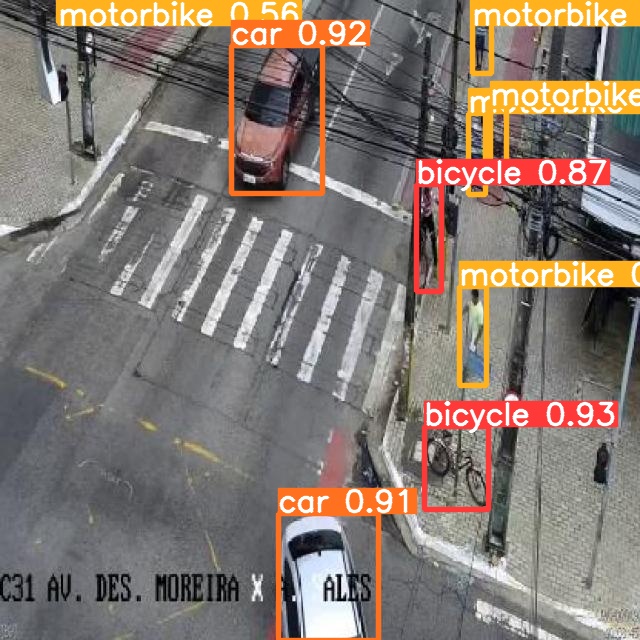 motorbike 0.56
motorbike
car 0.92
motorbike
bicycle 0.87
motorbike 0
bicycle 0.93
car 0.91
C31 AV. DES. MOREIRA X ALES